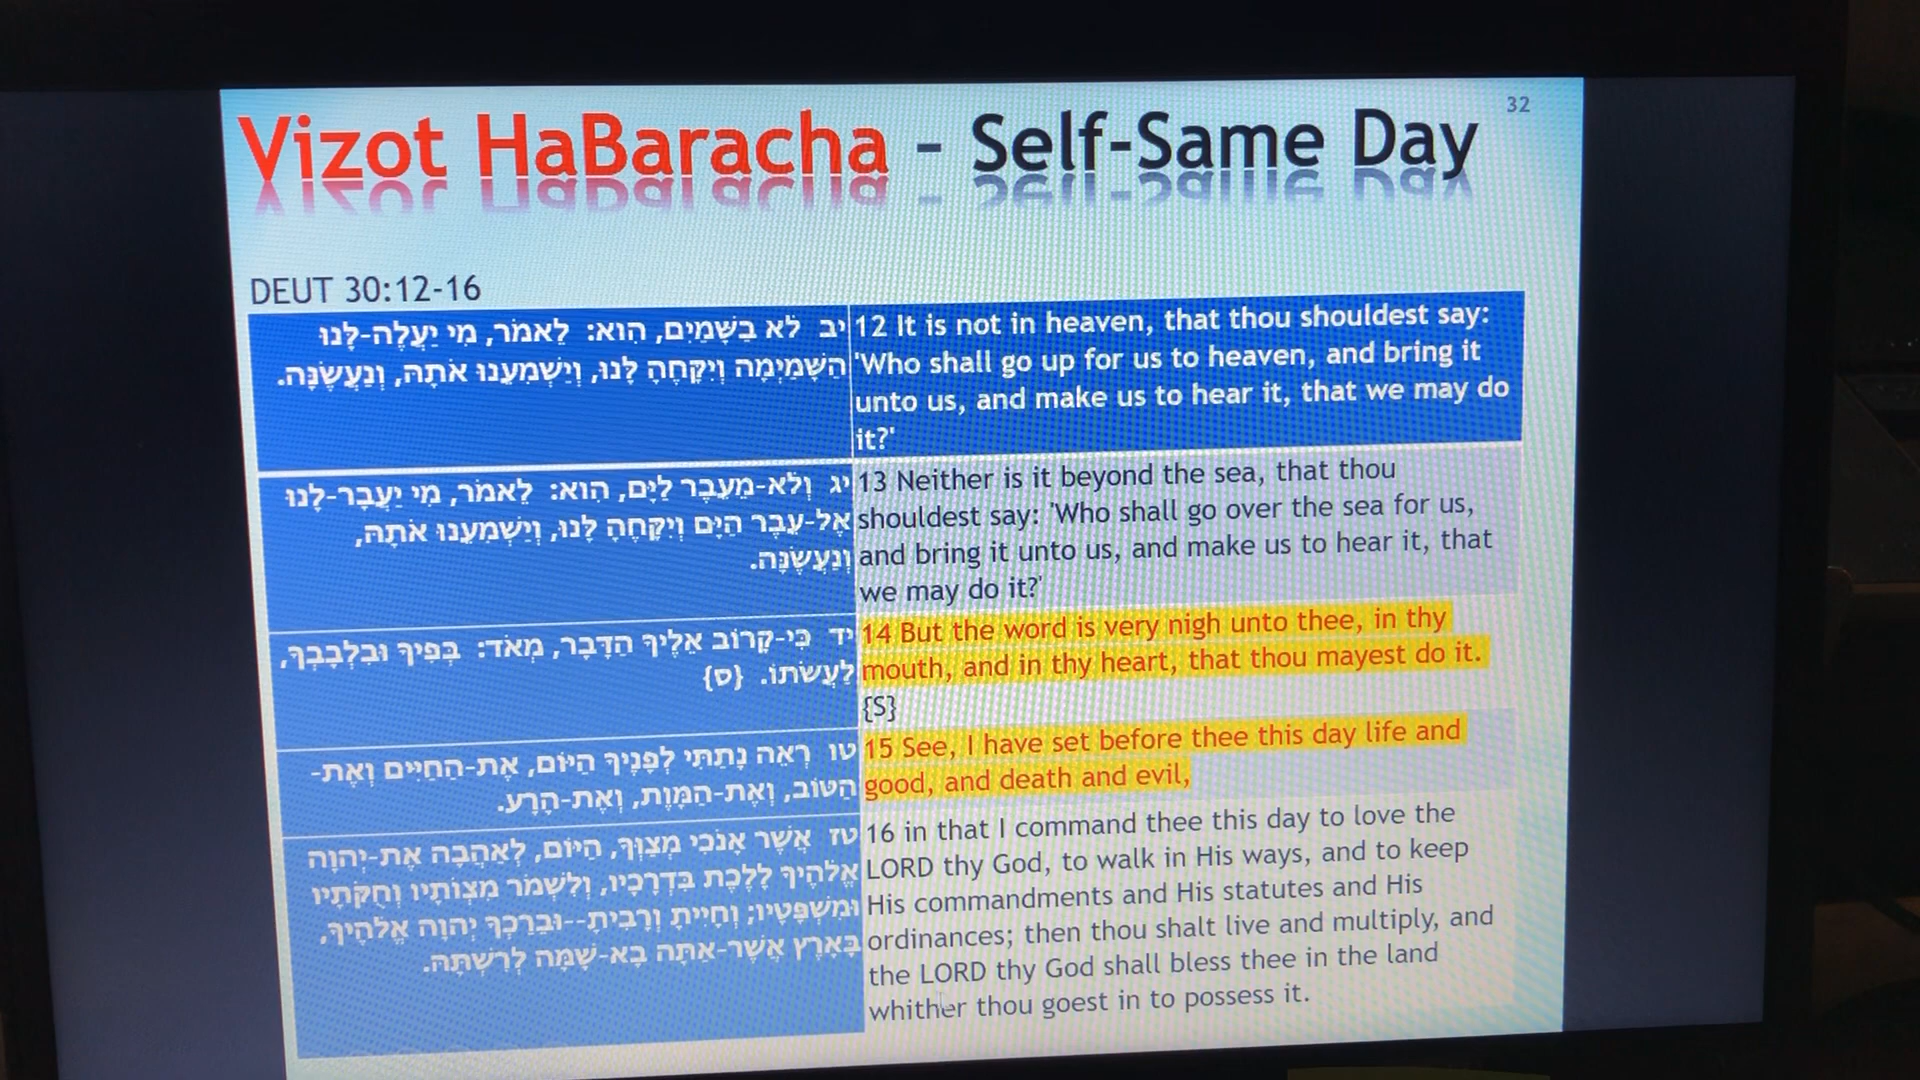 32
Vizot HaBaracha - Self-Same Day
DEUT 30:12-16
יב לֹא בַשָּׁמַיִם, הִוא: לֵאמֹר, מִי יַעֲלֶה-לָּנוּ
הַשָּׁמַיְמָה וְיִקָּחֶהָ לָּנוּ, וְיַשְׁמִעֵנוּ אֹתָהּ, וְנַעֲשֶׂנָּה.
12 It is not in heaven, that thou shouldest say:
'Who shall go up for us to heaven, and bring it
unto us, and make us to hear it, that we may do
it?'
יג וְלֹא-מֵעֵבֶר לַיָּם, הִוא: לֵאמֹר, מִי יַעֲבָר-לָנוּ
אֶל-עֵבֶר הַיָּם וְיִקָּחֶהָ לָּנוּ, וְיַשְׁמִעֵנוּ אֹתָהּ,
וְנַעֲשֶׂנָּה.
13 Neither is it beyond the sea, that thou
shouldest say: 'Who shall go over the sea for us,
and bring it unto us, and make us to hear it, that
we may do it?'
יד כִּי-קָרוֹב אֵלֶיךָ הַדָּבָר, מְאֹד: בְּפִיךָ וּבִלְבָבְךָ,
לַעֲשֹׂתוֹ. {ס}
14 But the word is very nigh unto thee, in thy
mouth, and in thy heart, that thou mayest do it.
{S}
טו רְאֵה נָתַתִּי לְפָנֶיךָ הַיּוֹם, אֶת-הַחַיִּים וְאֶת-
הַטּוֹב, וְאֶת-הַמָּוֶת, וְאֶת-הָרָע.
15 See, I have set before thee this day life and
good, and death and evil,
טז אֲשֶׁר אָנֹכִי מְצַוְּךָ, הַיּוֹם, לְאַהֲבָה אֶת-יְהוָה
אֱלֹהֶיךָ לָלֶכֶת בִּדְרָכָיו, וְלִשְׁמֹר מִצְו‍ֹתָיו וְחֻקֹּתָיו
וּמִשְׁפָּטָיו; וְחָיִיתָ וְרָבִיתָ--וּבֵרַכְךָ יְהוָה אֱלֹהֶיךָ,
בָּאָרֶץ אֲשֶׁר-אַתָּה בָא-שָׁמָּה לְרִשְׁתָּהּ.
16 in that I command thee this day to love the
LORD thy God, to walk in His ways, and to keep
His commandments and His statutes and His
ordinances; then thou shalt live and multiply, and
the LORD thy God shall bless thee in the land
whither thou goest in to possess it.